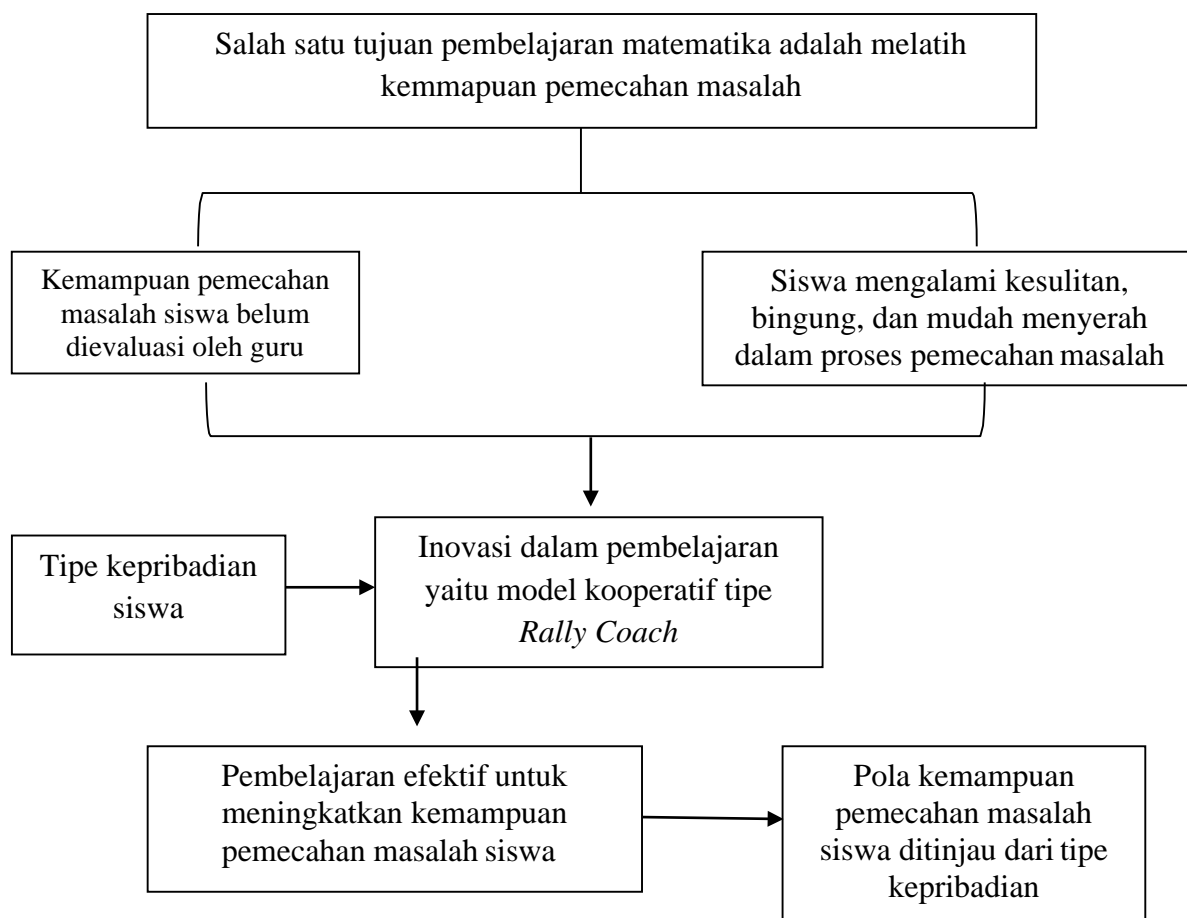 Salah satu tujuan pembelajaran matematika adalah melatih
kemmapuan pemecahan masalah
Kemampuan pemecahan
masalah siswa belum
dievaluasi oleh guru
Siswa mengalami kesulitan,
bingung, dan mudah menyerah
dalam proses pemecahan masalah
Tipe kepribadian
siswa
Inovasi dalam pembelajaran
yaitu model kooperatif tipe
Rally Coach
Pembelajaran efektif untuk
meningkatkan kemampuan
pemecahan masalah siswa
Pola kemampuan
pemecahan masalah
siswa ditinjau dari tipe
kepribadian